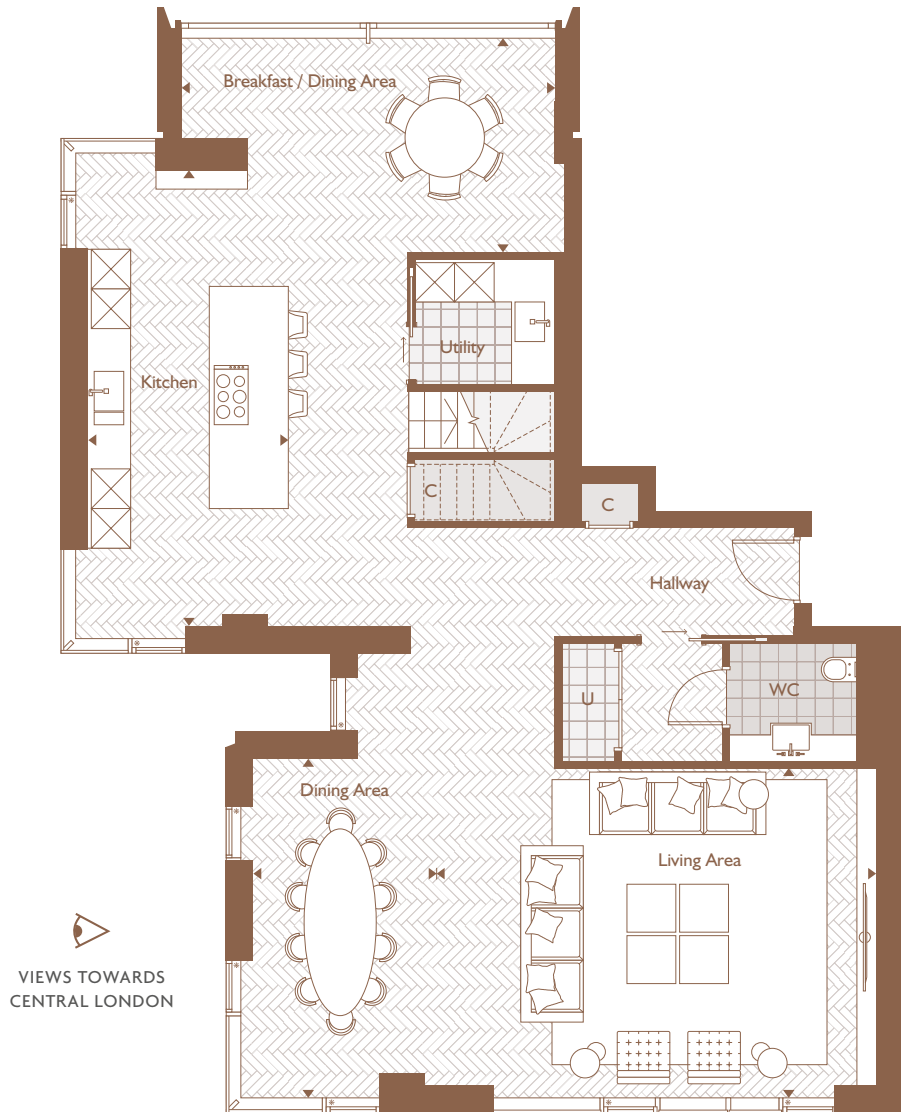 Breakfast / Dining Area
Utility
Kitchen
C
C
Hallway
U
WC
Dining Area
Living Area
VIEWS TOWARDS
CENTRAL LONDON